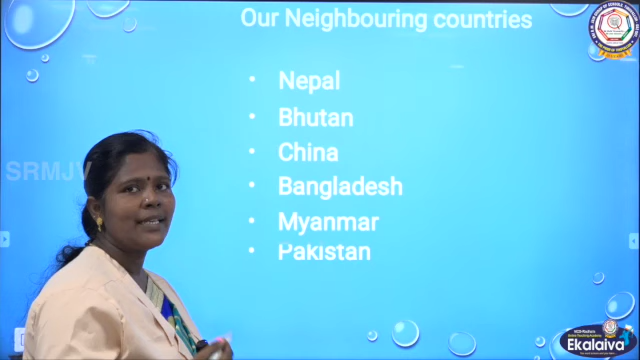 Our Neighbouring countries
• Nepal
• Bhutan
• China
SRMJV
• Bangladesh
• Myanmar
• Pakistan
Ekalaiva